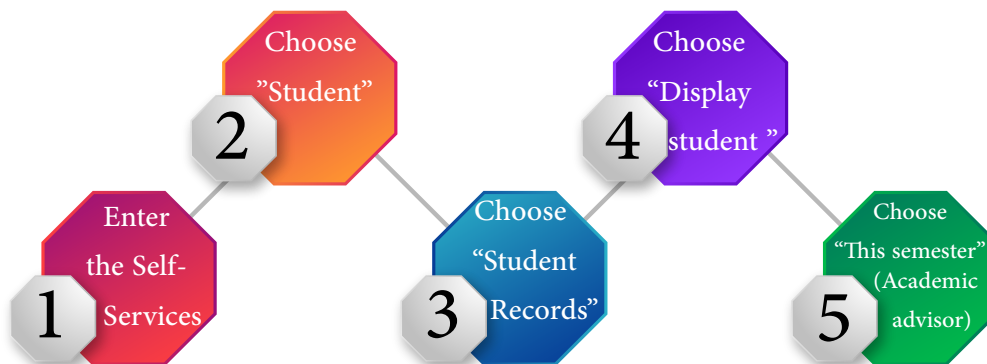 1
Enter
the Self-
Services
2
Choose
”Student”
3
Choose
“Student
Records”
4
Choose
“Display
student ”
5
Choose
“This semester”
(Academic
advisor)